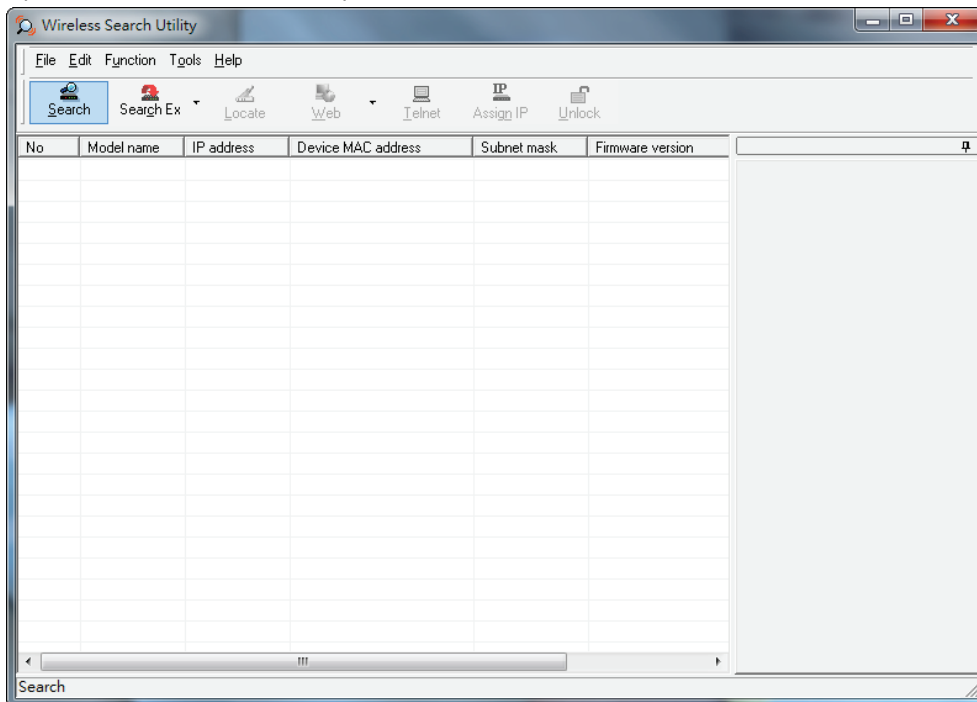 Wireless Search Utility
File Edit Function Tools Help
Search Search Ex Locate Web Telnet Assign IP Unlock
No Model name IP address Device MAC address Subnet mask Firmware version
Search